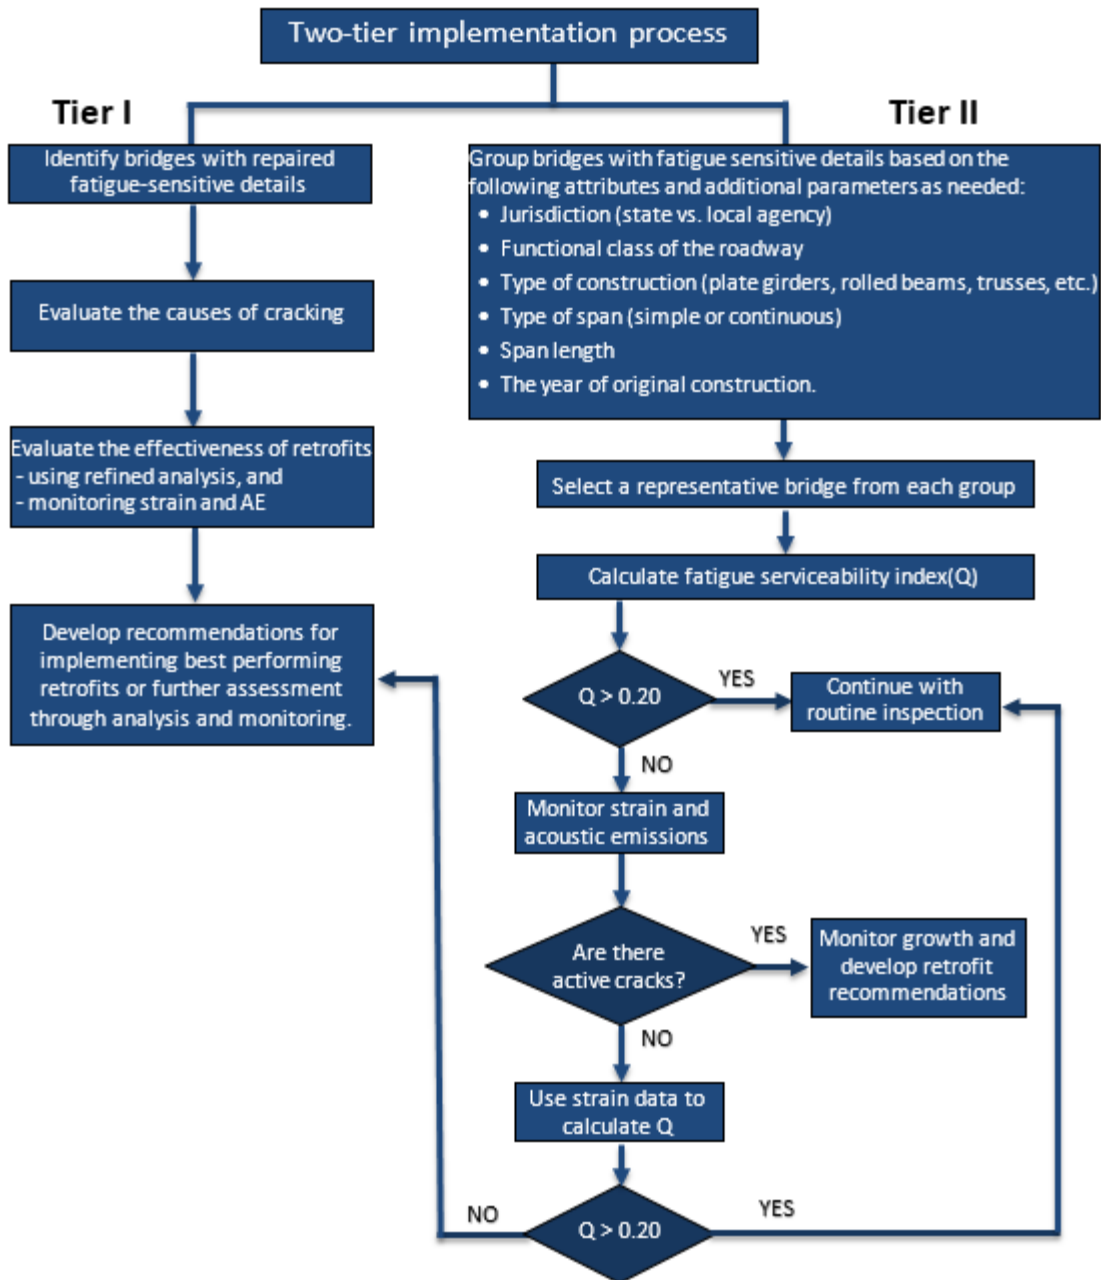 Two-tier implementation process
Tier I
Identify bridges with repaired
fatigue-sensitive details
Evaluate the causes of cracking
Evaluate the effectiveness of retrofits
- using refined analysis, and
- monitoring strain and AE
Develop recommendations for
implementing best performing
retrofits or further assessment
through analysis and monitoring.
Tier II
Group bridges with fatigue sensitive details based on the
following attributes and additional parameters as needed:
• Jurisdiction (state vs. local agency)
• Functional class of the roadway
• Type of construction (plate girders, rolled beams, trusses, etc.)
• Type of span (simple or continuous)
• Span length
• The year of original construction.
Select a representative bridge from each group
Calculate fatigue serviceability index(Q)
Q > 0.20
YES
Continue with
routine inspection
NO
Monitor strain and
acoustic emissions
Are there
active cracks?
YES
Monitor growth and
develop retrofit
recommendations
NO
Use strain data to
calculate Q
Q > 0.20
NO
YES